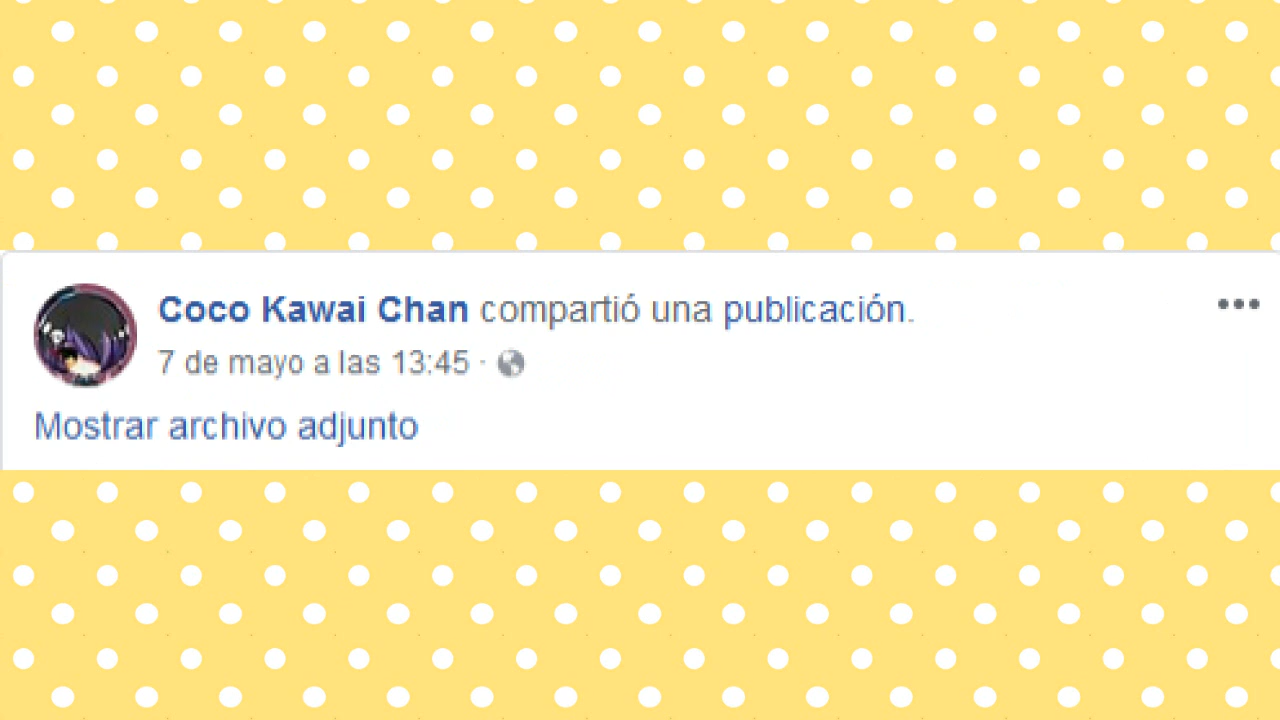 Coco Kawai Chan compartió una publicación.
7 de mayo a las 13:45 ·
Mostrar archivo adjunto